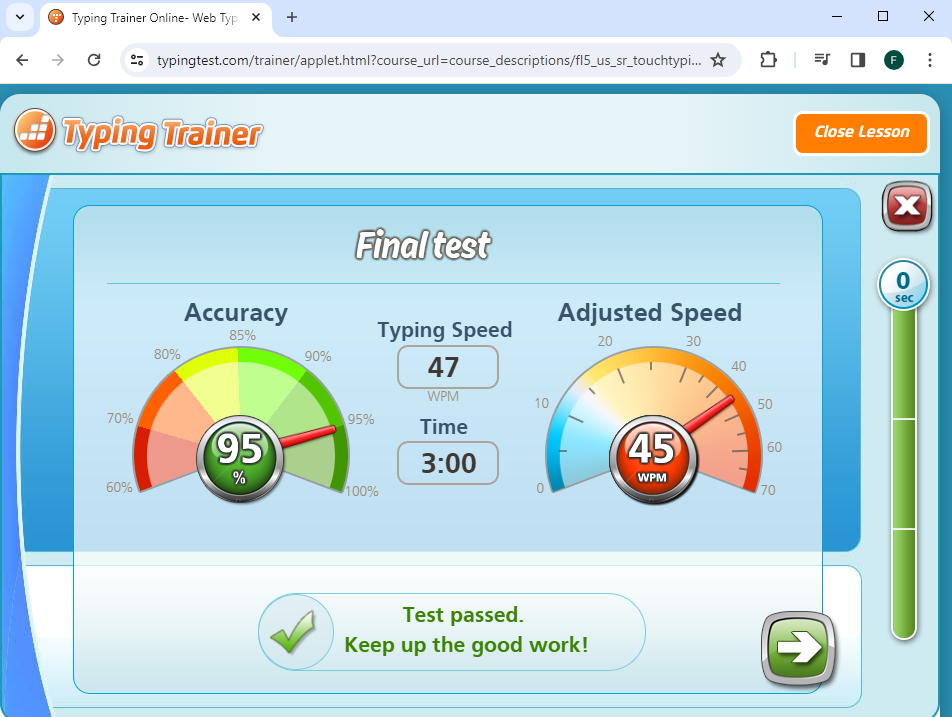 Typing Trainer Online- Web Typ
typingtest.com/trainer/applet.html?course_url=course_descriptions/fl5_us_sr_touchtypi...
F
Typing Trainer
Close Lesson
Final test
0
sec
Accuracy
60%
70%
80%
85%
90%
95%
100%
95
%
Typing Speed
47
WPM
Time
3:00
Adjusted Speed
0
10
20
30
40
50
60
70
45
WPM
Test passed.
Keep up the good work!